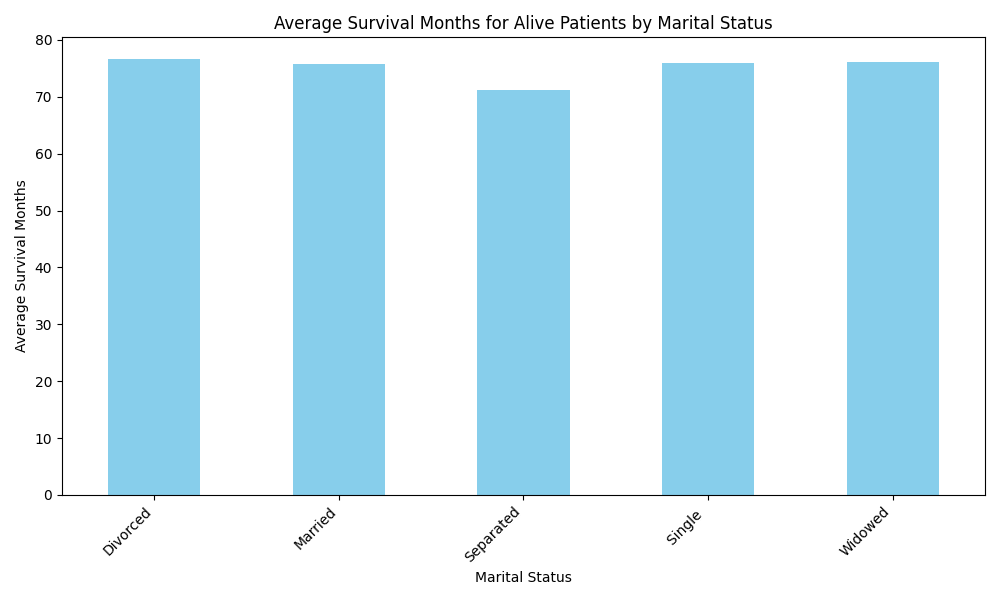 Average Survival Months for Alive Patients by Marital Status
80
70
60
50
40
30
20
10
0
Average Survival Months
Divorced
Married
Separated
Single
Widowed
Marital Status